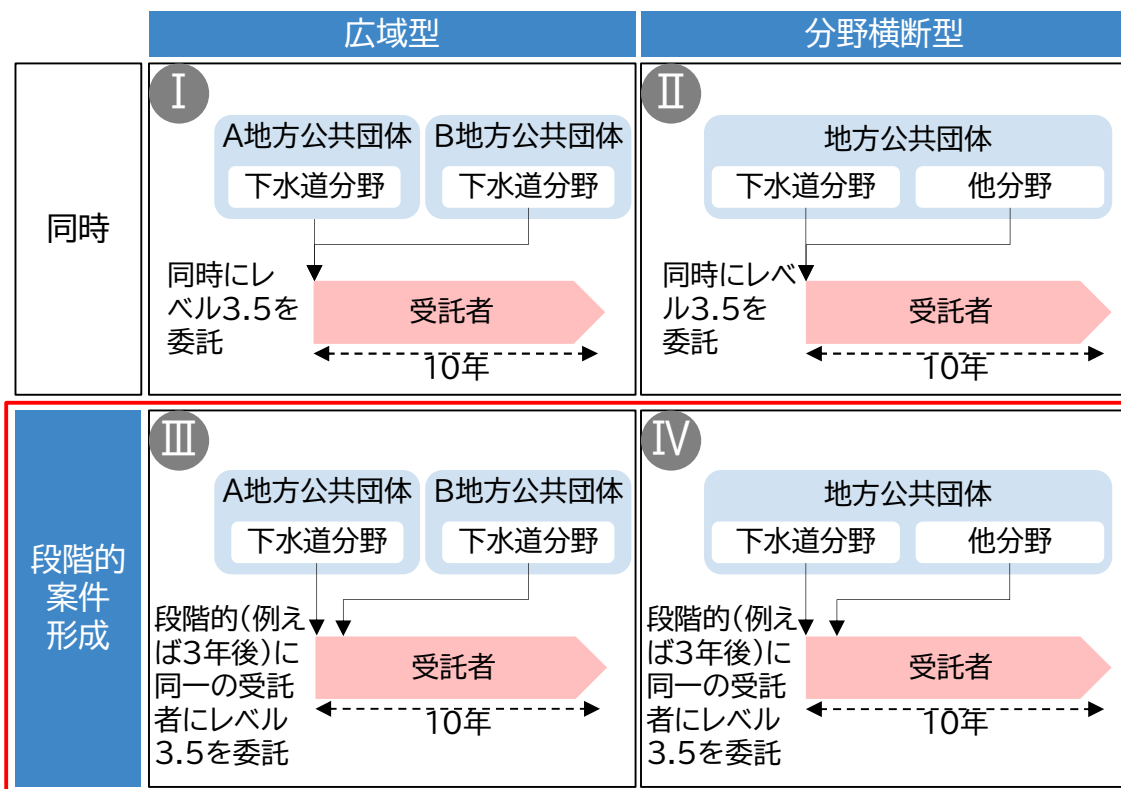 広域型
分野横断型
同時
Ⅰ
A地方公共団体
B地方公共団体
下水道分野
下水道分野
同時にレ
ベル3.5を
委託
受託者
10年
Ⅱ
地方公共団体
下水道分野
他分野
同時にレベ
ル3.5を
委託
受託者
10年
段階的
案件
形成
Ⅲ
A地方公共団体
B地方公共団体
下水道分野
下水道分野
段階的(例え
ば3年後)に
同一の受託
者にレベル
3.5を委託
受託者
10年
Ⅳ
地方公共団体
下水道分野
他分野
段階的(例え
ば3年後)に
同一の受託
者にレベル
3.5を委託
受託者
10年